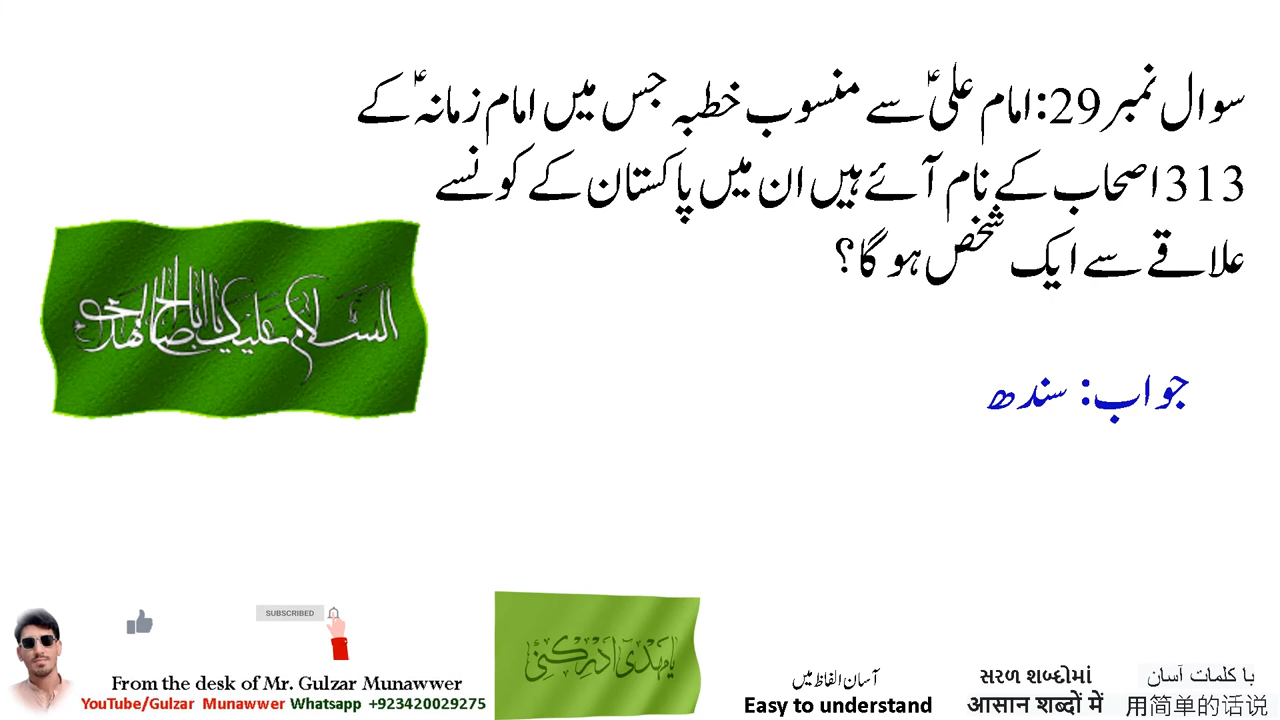 سوال نمبر 29: امام علیؑ سے منسوب خطبہ جس میں امام زمانہؑ کے
313 اصحاب کے نام آئے ہیں ان میں پاکستان کے کونسے
علاقے سے ایک شخص ہو گا؟
السلام علیک یا ابا صالح المهدی
جواب: سندھ
SUBSCRIBED
یا مهدی ادرکنی
From the desk of Mr. Gulzar Munawwer
YouTube/Gulzar Munawwer Whatsapp +923420029275
آسان الفاظ میں
Easy to understand
સરળ શબ્દોમાં
आसान शब्दों में
با کلمات آسان
用简单的话说